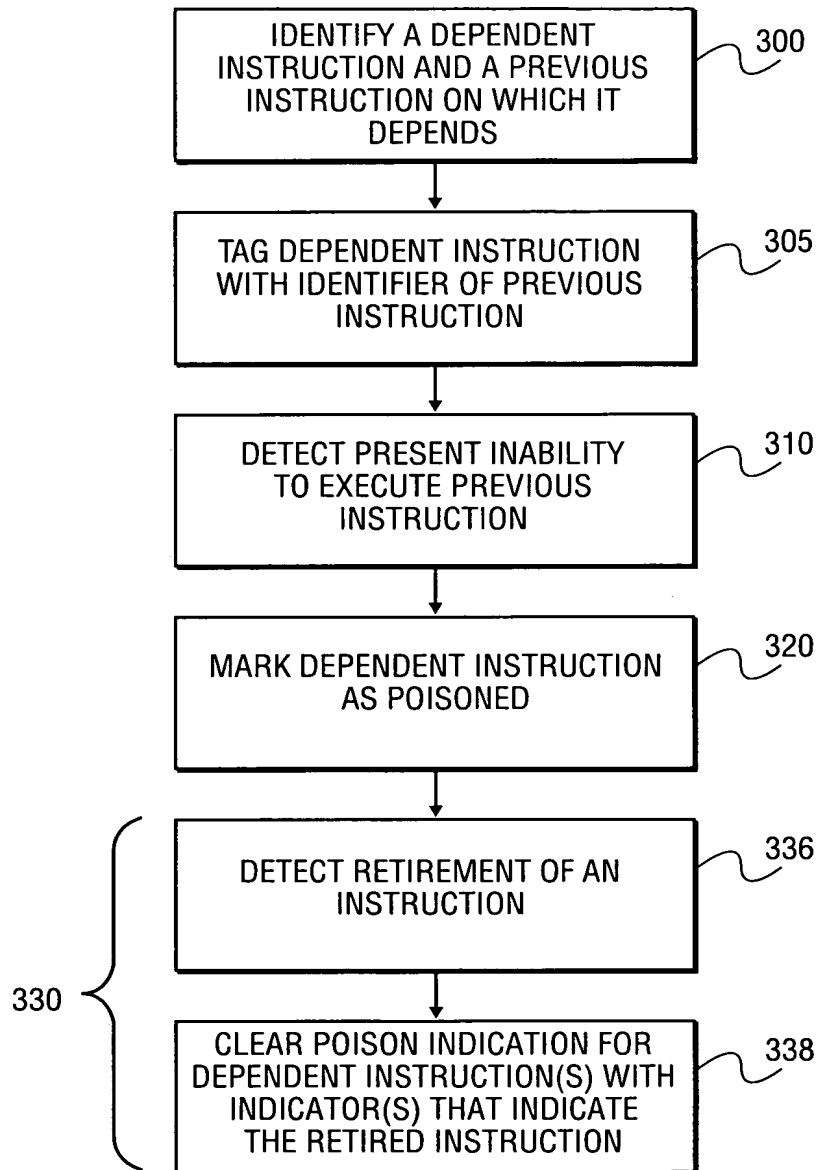 IDENTIFY A DEPENDENT
INSTRUCTION AND A PREVIOUS
INSTRUCTION ON WHICH IT
DEPENDS
300
TAG DEPENDENT INSTRUCTION
WITH IDENTIFIER OF PREVIOUS
INSTRUCTION
305
DETECT PRESENT INABILITY
TO EXECUTE PREVIOUS
INSTRUCTION
310
MARK DEPENDENT INSTRUCTION
AS POISONED
320
DETECT RETIREMENT OF AN
INSTRUCTION
336
330
CLEAR POISON INDICATION FOR
DEPENDENT INSTRUCTION(S) WITH
INDICATOR(S) THAT INDICATE
THE RETIRED INSTRUCTION
338